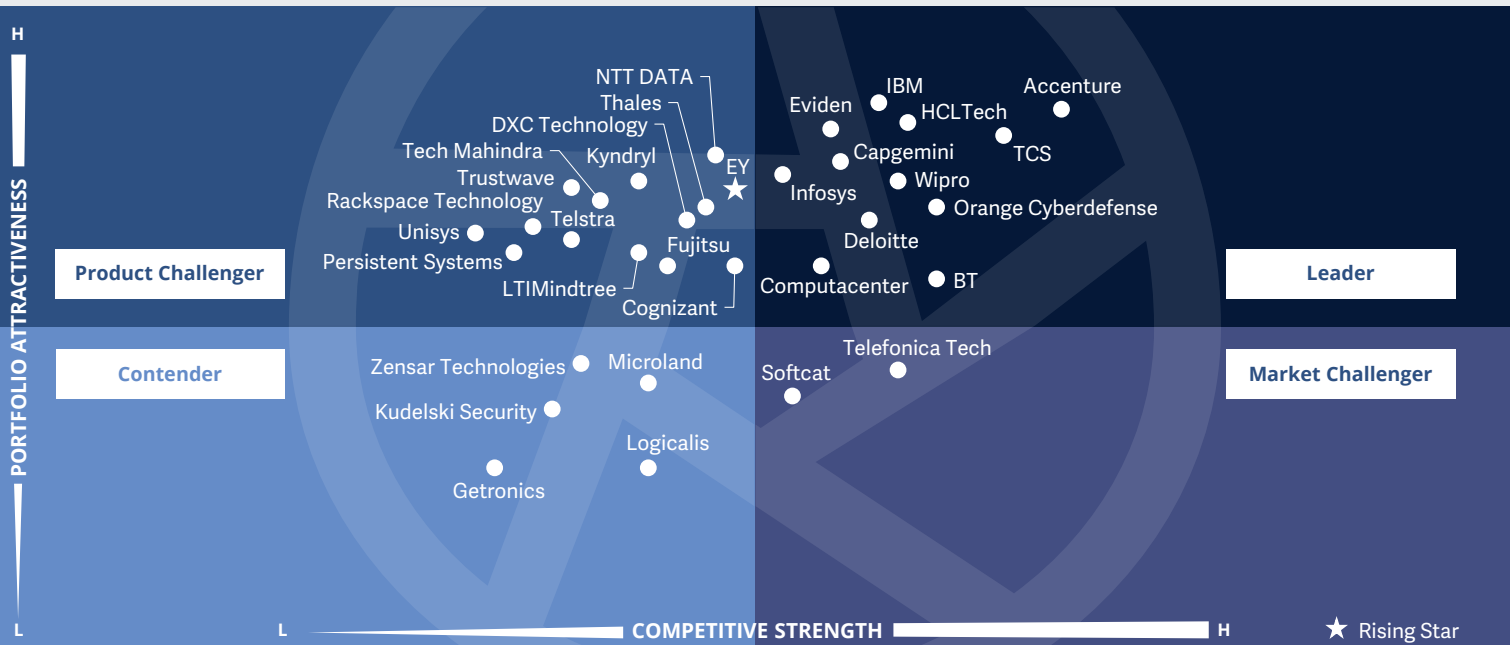 H
NTT DATA
IBM
Accenture
Thales
Eviden
HCLTech
DXC Technology
TCS
Tech Mahindra
Kyndryl
EY
Capgemini
Trustwave
Wipro
Infosys
Rackspace Technology
Orange Cyberdefense
Telstra
Unisys
Fujitsu
Deloitte
Persistent Systems
Product Challenger
Leader
LTIMindtree
Computacenter
BT
Cognizant
PORTFOLIO ATTRACTIVENESS
Telefonica Tech
Zensar Technologies
Microland
Softcat
Contender
Market Challenger
Kudelski Security
Logicalis
Getronics
L
L
COMPETITIVE STRENGTH
H
Rising Star